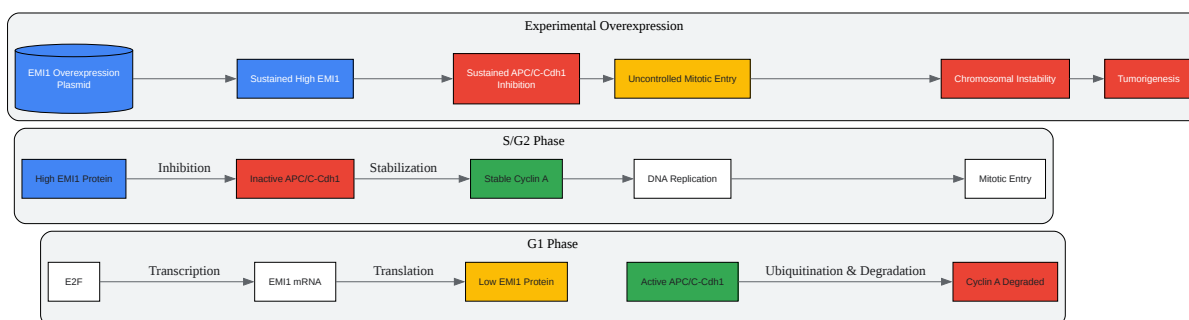 Experimental Overexpression
EMI1 Overexpression
Plasmid
Sustained High EMI1
Sustained APC/C-Cdh1
Inhibition
Uncontrolled Mitotic Entry
Chromosomal Instability
Tumorigenesis
S/G2 Phase
High EMI1 Protein
Inhibition
Inactive APC/C-Cdh1
Stabilization
Stable Cyclin A
DNA Replication
Mitotic Entry
G1 Phase
E2F
Transcription
EMI1 mRNA
Translation
Low EMI1 Protein
Active APC/C-Cdh1
Ubiquitination & Degradation
Cyclin A Degraded